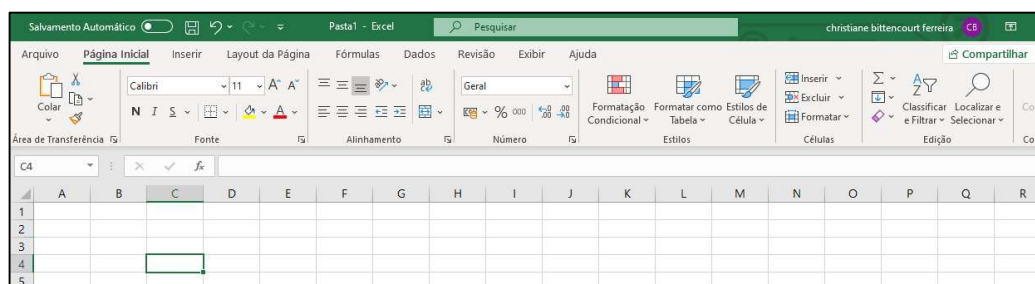 Salvamento Automático Pasta1 - Excel Pesquisar christiane bittencourt ferreira CB
Arquivo Página Inicial Inserir Layout da Página Fórmulas Dados Revisão Exibir Ajuda Compartilhar
Colar
Calibri 11 A A
N I S A
ab
Geral
% 000
Formatação Condicional
Formatar como Tabela
Estilos de Célula
Inserir
Excluir
Formatar
Classificar e Filtrar
Localizar e Selecionar
Co
Área de Transferência Fonte Alinhamento Número Estilos Células Edição Co
C4 fx
A B C D E F G H I J K L M N O P Q R
1
2
3
4
5